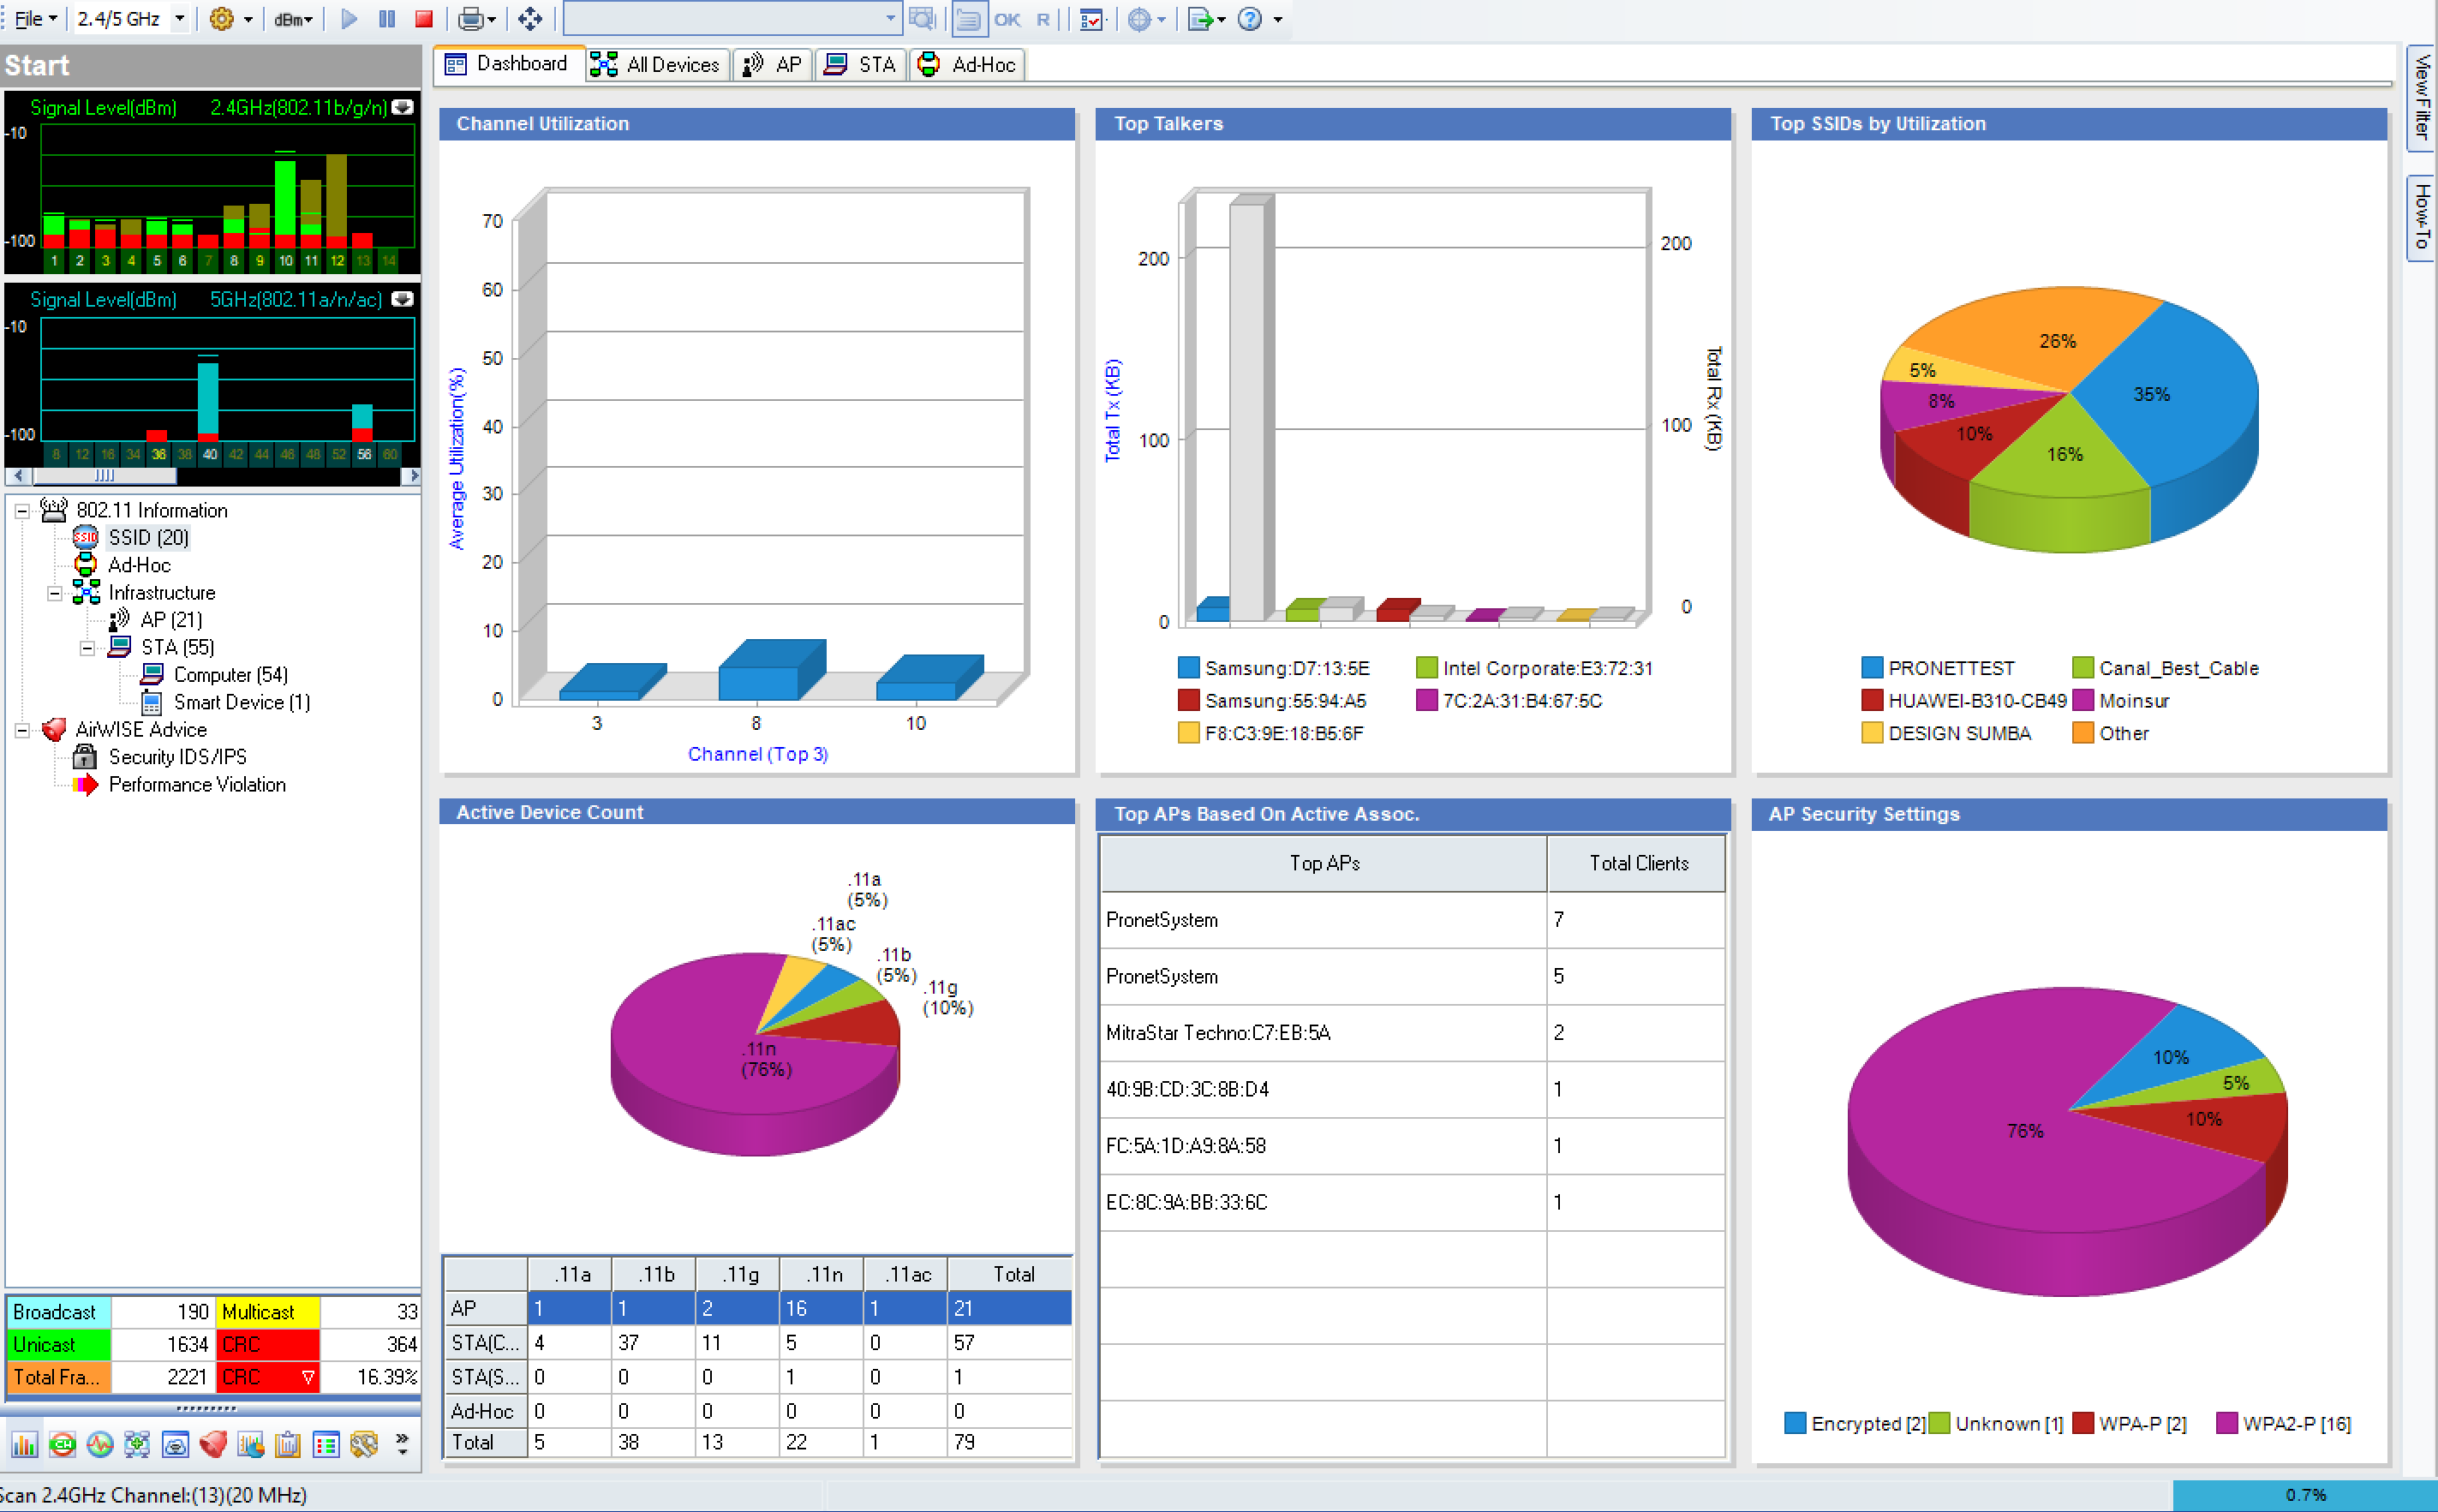 File 2.4/5 GHz dBm OK R
Start
Dashboard All Devices AP STA Ad-Hoc
ViewFilter
How-To
Signal Level(dBm) 2.4GHz(802.11b/g/n)
-10
-100
1 2 3 4 5 6 7 8 9 10 11 12 13 14
Signal Level(dBm) 5GHz(802.11a/n/ac)
-10
-100
8 12 16 34 36 38 40 42 44 46 48 52 56 60
802.11 Information
SSID SSID (20)
Ad-Hoc
Infrastructure
AP (21)
STA (55)
Computer (54)
Smart Device (1)
AirWISE Advice
Security IDS/IPS
Performance Violation
Broadcast 190 Multicast 33
Unicast 1634 CRC 364
Total Fra... 2221 CRC 16.39%
CH
Channel Utilization
Average Utilization(%)
70
60
50
40
30
20
10
0
3 8 10
Channel (Top 3)
Top Talkers
Total Tx (KB)
200
100
0
200
100
0
Total Rx (KB)
Samsung:D7:13:5E Intel Corporate:E3:72:31
Samsung:55:94:A5 7C:2A:31:B4:67:5C
F8:C3:9E:18:B5:6F
Top SSIDs by Utilization
26%
5%
35%
8%
10%
16%
PRONETTEST Canal_Best_Cable
HUAWEI-B310-CB49 Moinsur
DESIGN SUMBA Other
Active Device Count
.11a
(5%)
.11ac
(5%)
.11b
(5%)
.11g
(10%)
.11n
(76%)
.11a .11b .11g .11n .11ac Total
AP 1 1 2 16 1 21
STA(C... 4 37 11 5 0 57
STA(S... 0 0 0 1 0 1
Ad-Hoc 0 0 0 0 0 0
Total 5 38 13 22 1 79
Top APs Based On Active Assoc.
Top APs Total Clients
PronetSystem 7
PronetSystem 5
MitraStar Techno:C7:EB:5A 2
40:9B:CD:3C:8B:D4 1
FC:5A:1D:A9:8A:58 1
EC:8C:9A:BB:33:6C 1
AP Security Settings
10%
5%
10%
76%
Encrypted [2] Unknown [1] WPA-P [2] WPA2-P [16]
Scan 2.4GHz Channel:(13)(20 MHz) 0.7%